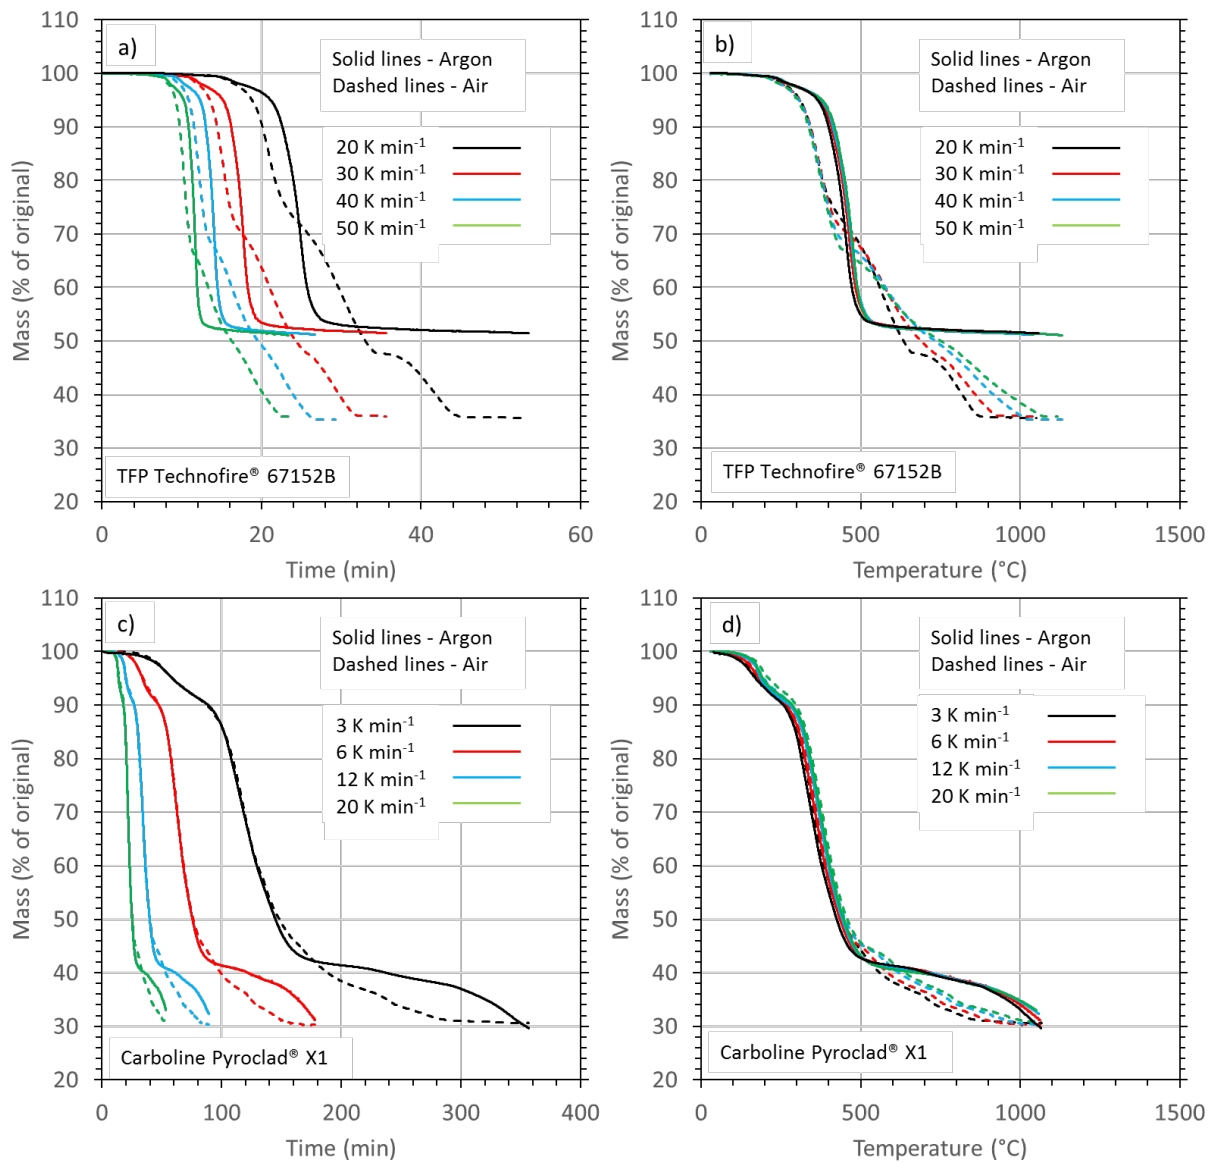 a)
Solid lines - Argon
Dashed lines - Air
20 K min⁻¹
30 K min⁻¹
40 K min⁻¹
50 K min⁻¹
TFP Technofire® 67152B
110
100
90
80
70
60
50
40
30
20
Mass (% of original)
0
20
40
60
Time (min)
b)
Solid lines - Argon
Dashed lines - Air
20 K min⁻¹
30 K min⁻¹
40 K min⁻¹
50 K min⁻¹
TFP Technofire® 67152B
110
100
90
80
70
60
50
40
30
20
Mass (% of original)
0
500
1000
1500
Temperature (°C)
c)
Solid lines - Argon
Dashed lines - Air
3 K min⁻¹
6 K min⁻¹
12 K min⁻¹
20 K min⁻¹
Carboline Pyroclad® X1
110
100
90
80
70
60
50
40
30
20
Mass (% of original)
0
100
200
300
400
Time (min)
d)
Solid lines - Argon
Dashed lines - Air
3 K min⁻¹
6 K min⁻¹
12 K min⁻¹
20 K min⁻¹
Carboline Pyroclad® X1
110
100
90
80
70
60
50
40
30
20
Mass (% of original)
0
500
1000
1500
Temperature (°C)